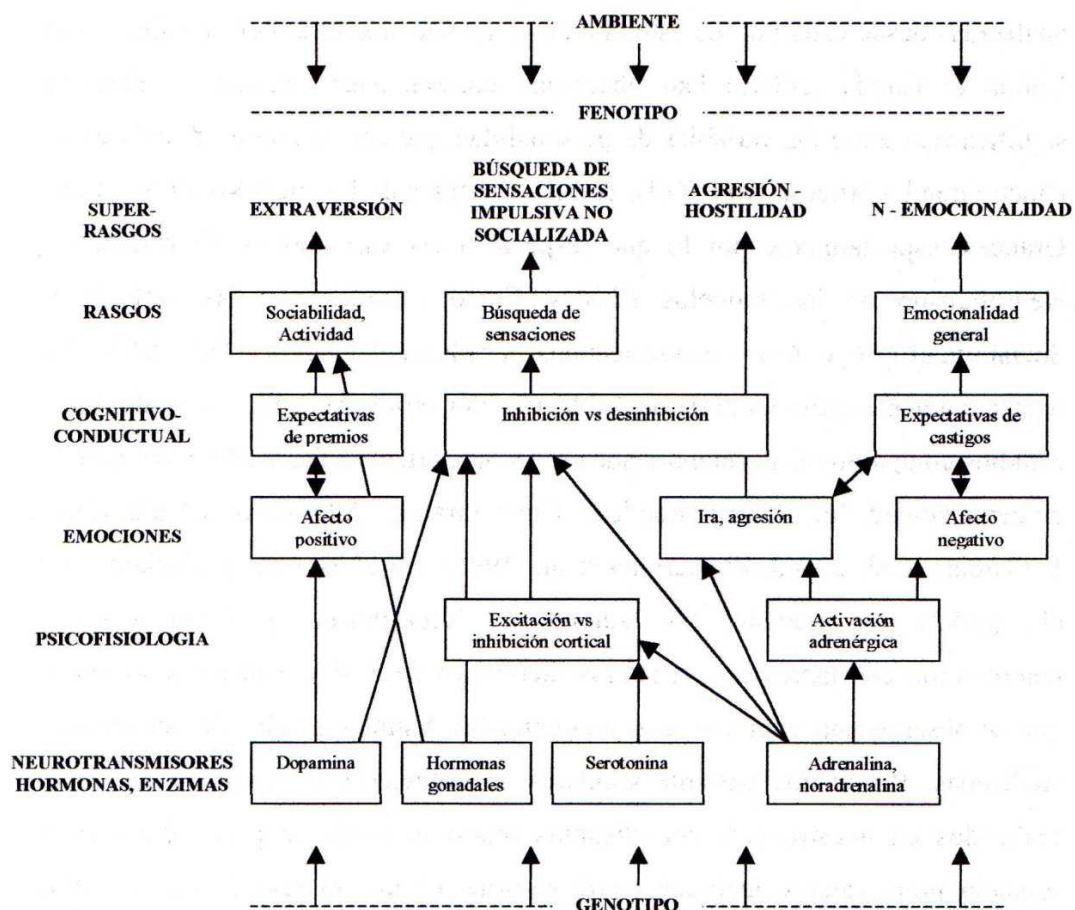 AMBIENTE
FENOTIPO
SUPER-
RASGOS
EXTRAVERSIÓN
BÚSQUEDA DE
SENSACIONES
IMPULSIVA NO
SOCIALIZADA
AGRESIÓN -
HOSTILIDAD
N - EMOCIONALIDAD
RASGOS
Sociabilidad,
Actividad
Búsqueda de
sensaciones
Emocionalidad
general
COGNITIVO-
CONDUCTUAL
Expectativas
de premios
Inhibición vs desinhibición
Expectativas de
castigos
EMOCIONES
Afecto
positivo
Ira, agresión
Afecto
negativo
PSICOFISIOLOGIA
Excitación vs
inhibición cortical
Activación
adrenérgica
NEUROTRANSMISORES
HORMONAS, ENZIMAS
Dopamina
Hormonas
gonadales
Serotonina
Adrenalina,
noradrenalina
GENOTIPO